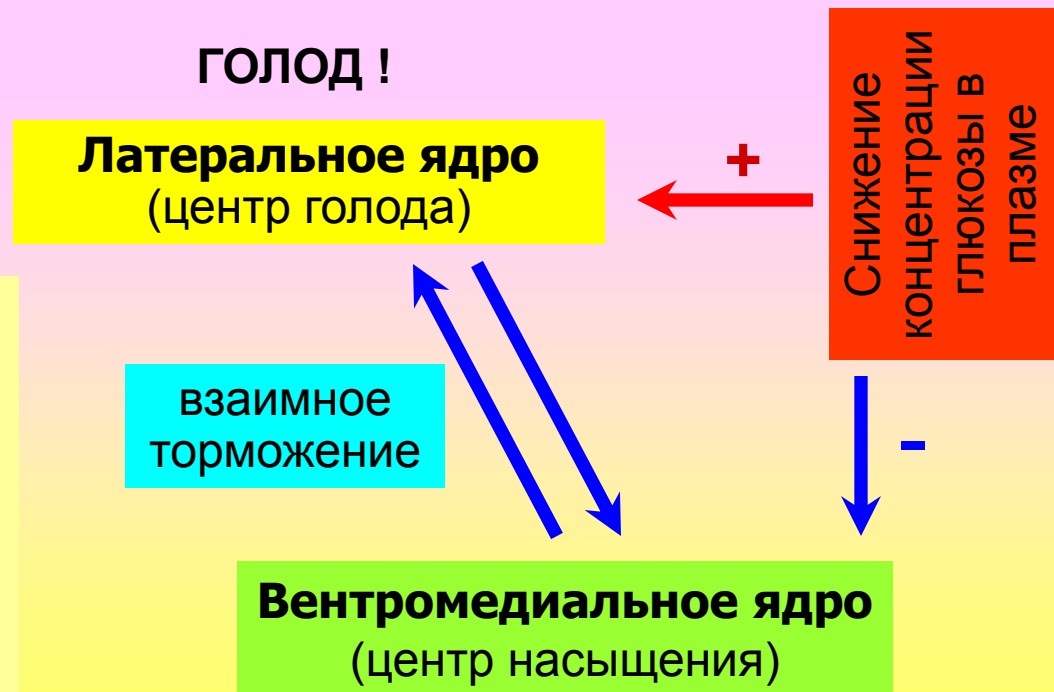 ГОЛОД !
Латеральное ядро
(центр голода)
+
Снижение
концентрации
глюкозы в
плазме
взаимное
торможение
-
Вентромедиальное ядро
(центр насыщения)